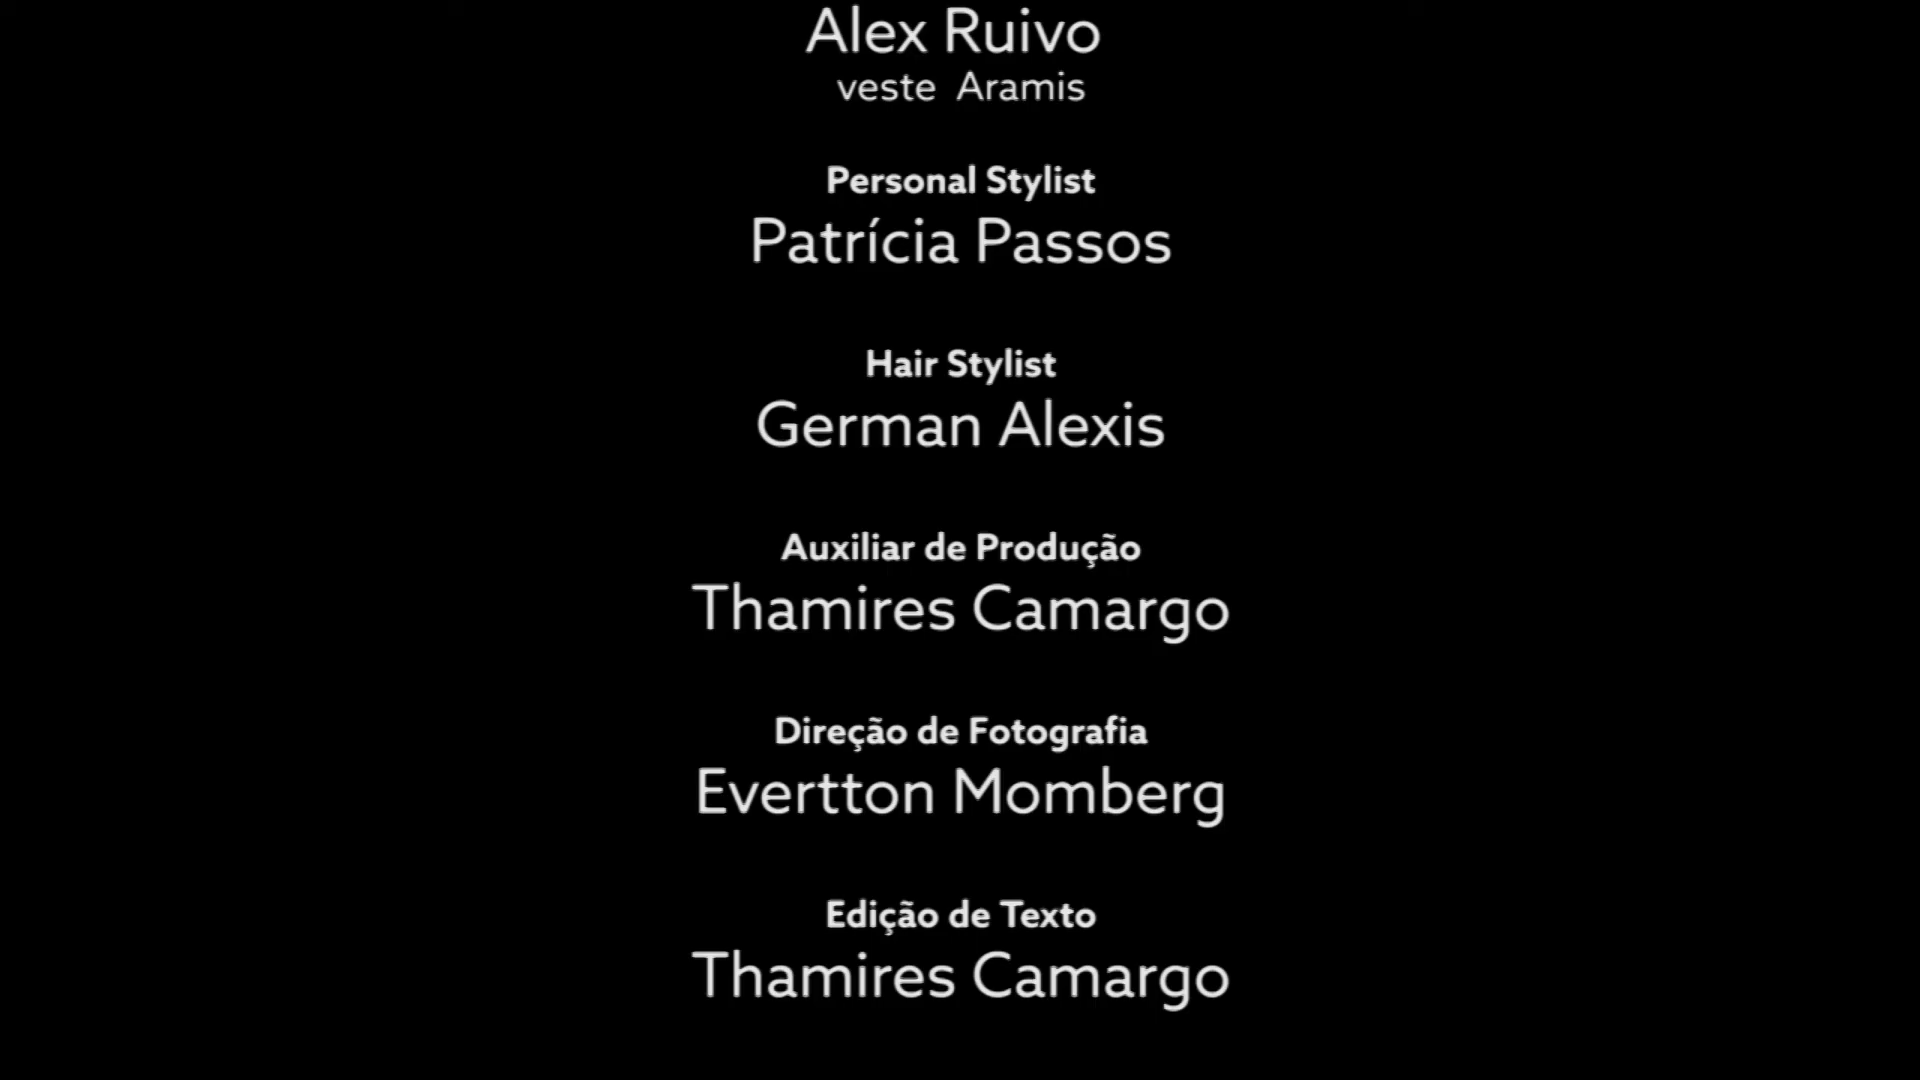 Alex Ruivo
veste Aramis
Personal Stylist
Patrícia Passos
Hair Stylist
German Alexis
Auxiliar de Produção
Thamires Camargo
Direção de Fotografia
Evertton Momberg
Edição de Texto
Thamires Camargo